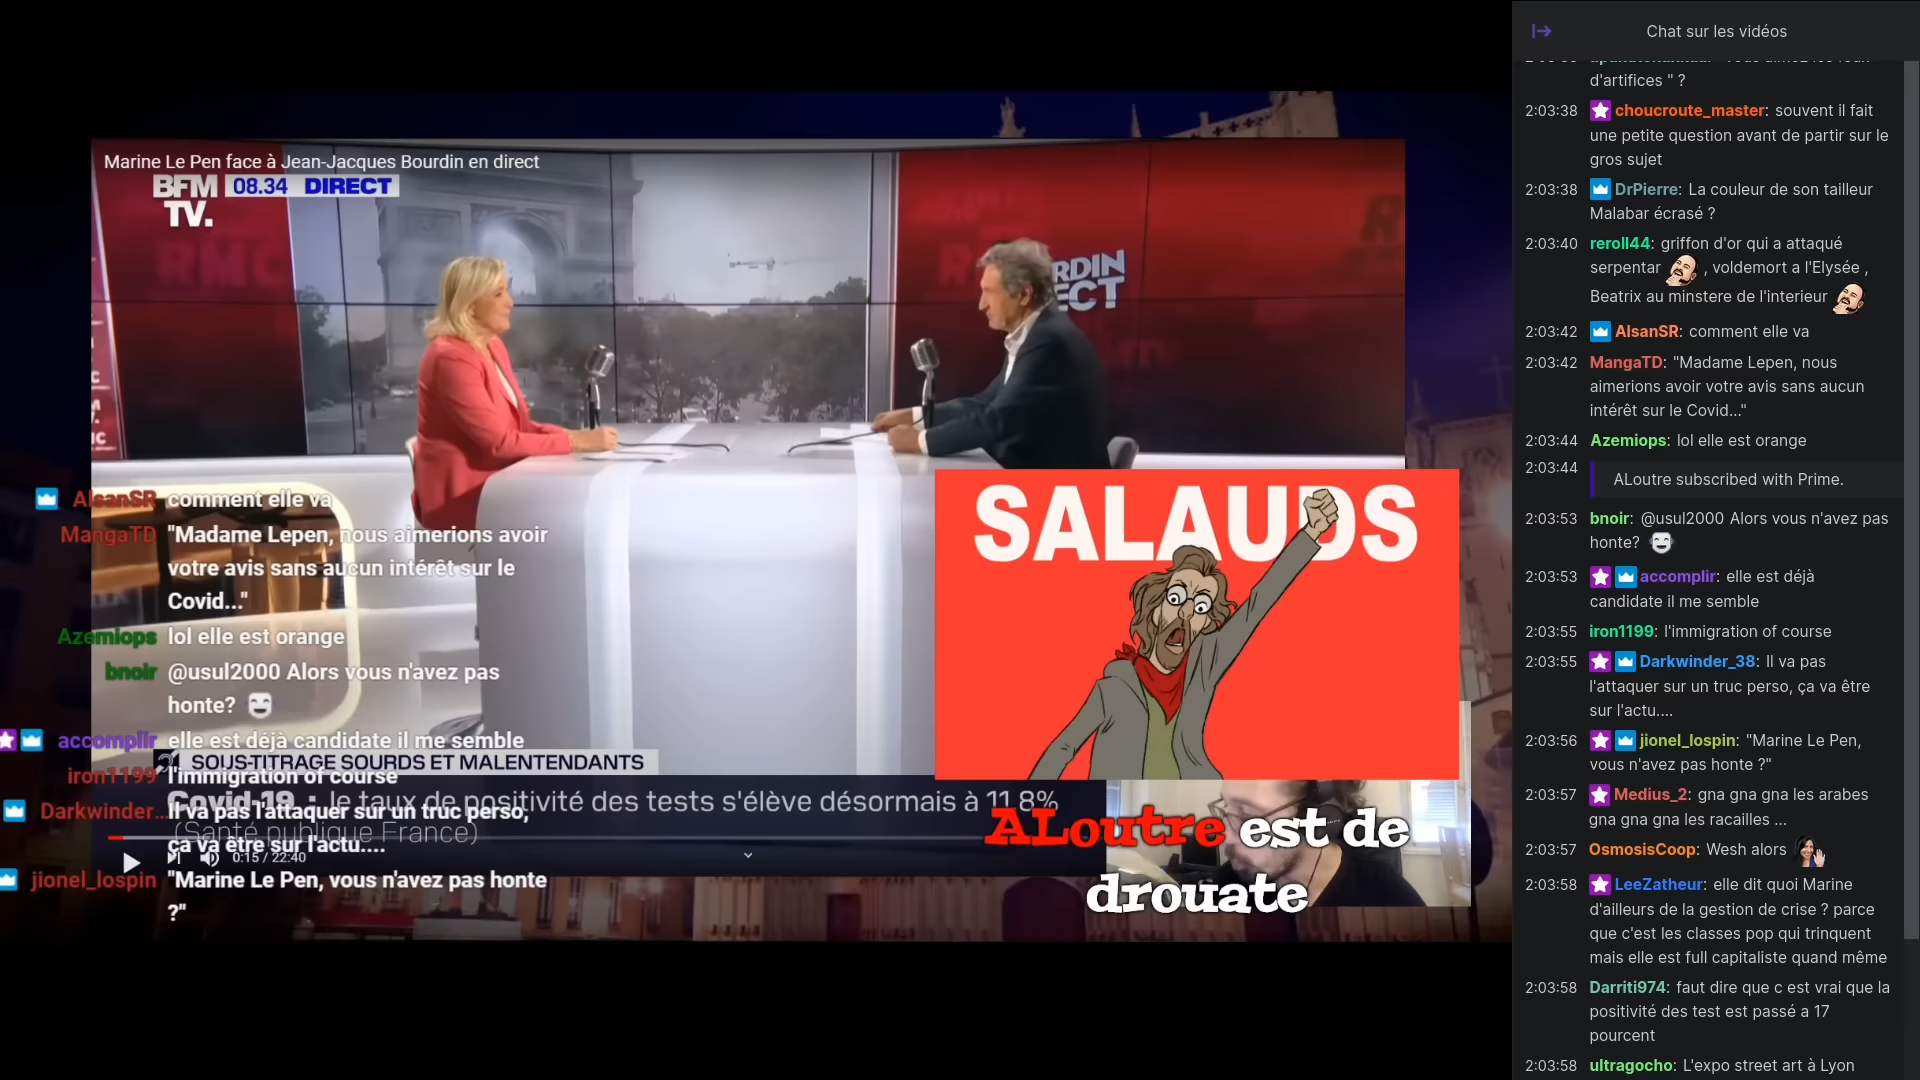 Marine Le Pen face à Jean-Jacques Bourdin en direct
BFM
TV.
08.34 DIRECT
RMC
RDIN
ECT
SALAUDS
AlsanSR comment elle va
MangaTD "Madame Lepen, nous aimerions avoir
votre avis sans aucun intérêt sur le
Covid..."
Azemiops lol elle est orange
bnoir @usul2000 Alors vous n'avez pas
honte?
accomplir elle est déjà candidate il me semble
SOUS-TITRAGE SOURDS ET MALENTENDANTS
iron1199 l'immigration of course
Covid-19 : le taux de positivité des tests s'élève désormais à 11,8%
(Santé publique France)
Darkwinder... Il va pas l'attaquer sur un truc perso,
ça va être sur l'actu....
0:15 / 22:40
jionel_lospin "Marine Le Pen, vous n'avez pas honte
?"
ALoutre est de
drouate
Chat sur les vidéos
d'artifices " ?
2:03:38 choucroute_master: souvent il fait
une petite question avant de partir sur le
gros sujet
2:03:38 DrPierre: La couleur de son tailleur
Malabar écrasé ?
2:03:40 reroll44: griffon d'or qui a attaqué
serpentar , voldemort a l'Elysée ,
Beatrix au minstere de l'interieur
2:03:42 AlsanSR: comment elle va
2:03:42 MangaTD: "Madame Lepen, nous
aimerions avoir votre avis sans aucun
intérêt sur le Covid..."
2:03:44 Azemiops: lol elle est orange
2:03:44 ALoutre subscribed with Prime.
2:03:53 bnoir: @usul2000 Alors vous n'avez pas
honte?
2:03:53 accomplir: elle est déjà
candidate il me semble
2:03:55 iron1199: l'immigration of course
2:03:55 Darkwinder_38: Il va pas
l'attaquer sur un truc perso, ça va être
sur l'actu....
2:03:56 jionel_lospin: "Marine Le Pen,
vous n'avez pas honte ?"
2:03:57 Medius_2: gna gna gna les arabes
gna gna gna les racailles ...
2:03:57 OsmosisCoop: Wesh alors
2:03:58 LeeZatheur: elle dit quoi Marine
d'ailleurs de la gestion de crise ? parce
que c'est les classes pop qui trinquent
mais elle est full capitaliste quand même
2:03:58 Darriti974: faut dire que c est vrai que la
positivité des test est passé a 17
pourcent
2:03:58 ultragocho: L'expo street art à Lyon